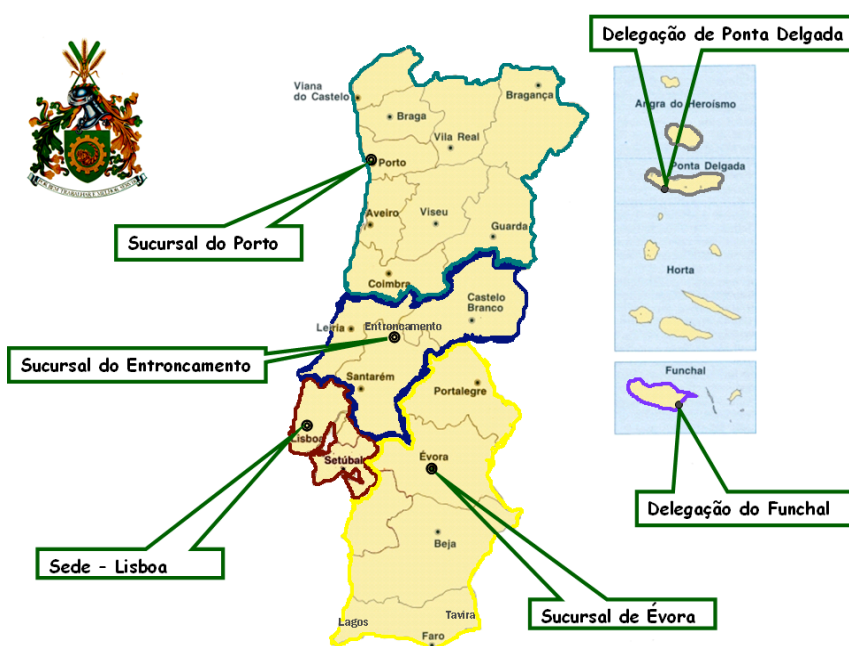 Delegação de Ponta Delgada
Viana
do Castelo
Bragança
Braga
Angra do Heroísmo
Vila Real
Porto
Ponta Delgada
Aveiro
Viseu
Guarda
Sucursal do Porto
Coimbra
Horta
Castelo
Branco
Leiria
Entroncamento
Sucursal do Entroncamento
Santarém
Portalegre
Funchal
Lisboa
Setúbal
Évora
Delegação do Funchal
Beja
Sede - Lisboa
Sucursal de Évora
Lagos
Tavira
Faro